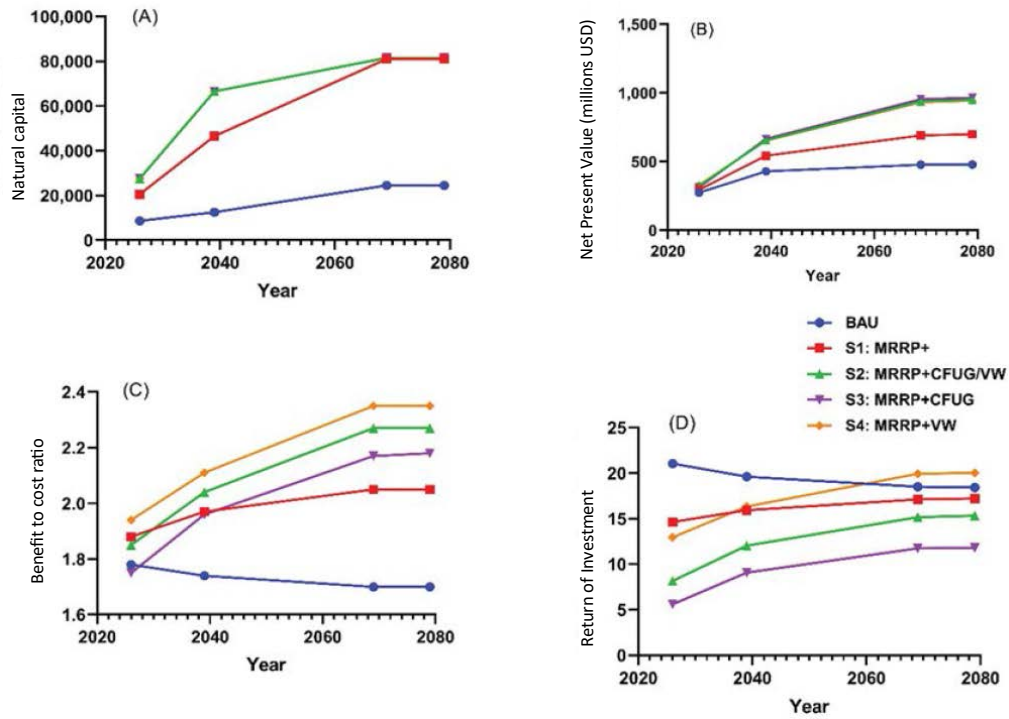 (A)
Natural capital
100,000
80,000
60,000
40,000
20,000
0
2020 2040 2060 2080
Year
(B)
Net Present Value (millions USD)
1,500
1,000
500
0
2020 2040 2060 2080
Year
BAU
S1: MRRP+
S2: MRRP+CFUG/VW
S3: MRRP+CFUG
S4: MRRP+VW
(C)
Benefit to cost ratio
2.4
2.2
2.0
1.8
1.6
2020 2040 2060 2080
Year
(D)
Return of Investment
25
20
15
10
5
0
2020 2040 2060 2080
Year